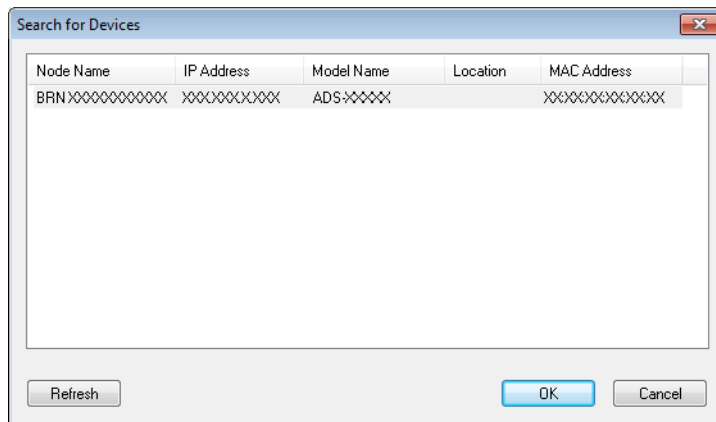 Search for Devices
Node Name IP Address Model Name Location MAC Address
BRNXXXXXXXXXXXX XXX.XXX.X.XXX ADS-XXXXX XX:XX:XX:XX:XX:XX
Refresh OK Cancel